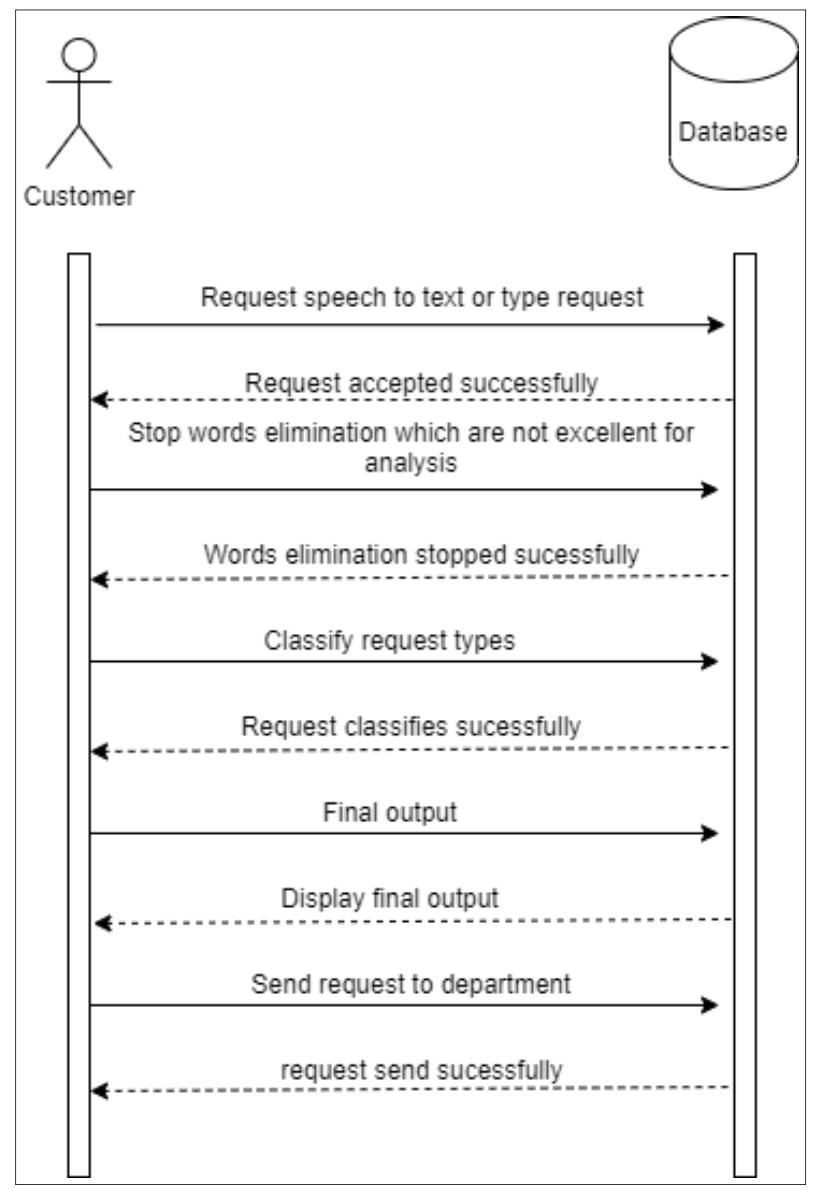 Customer
Database
Request speech to text or type request
Request accepted successfully
Stop words elimination which are not excellent for
analysis
Words elimination stopped sucessfully
Classify request types
Request classifies sucessfully
Final output
Display final output
Send request to department
request send sucessfully